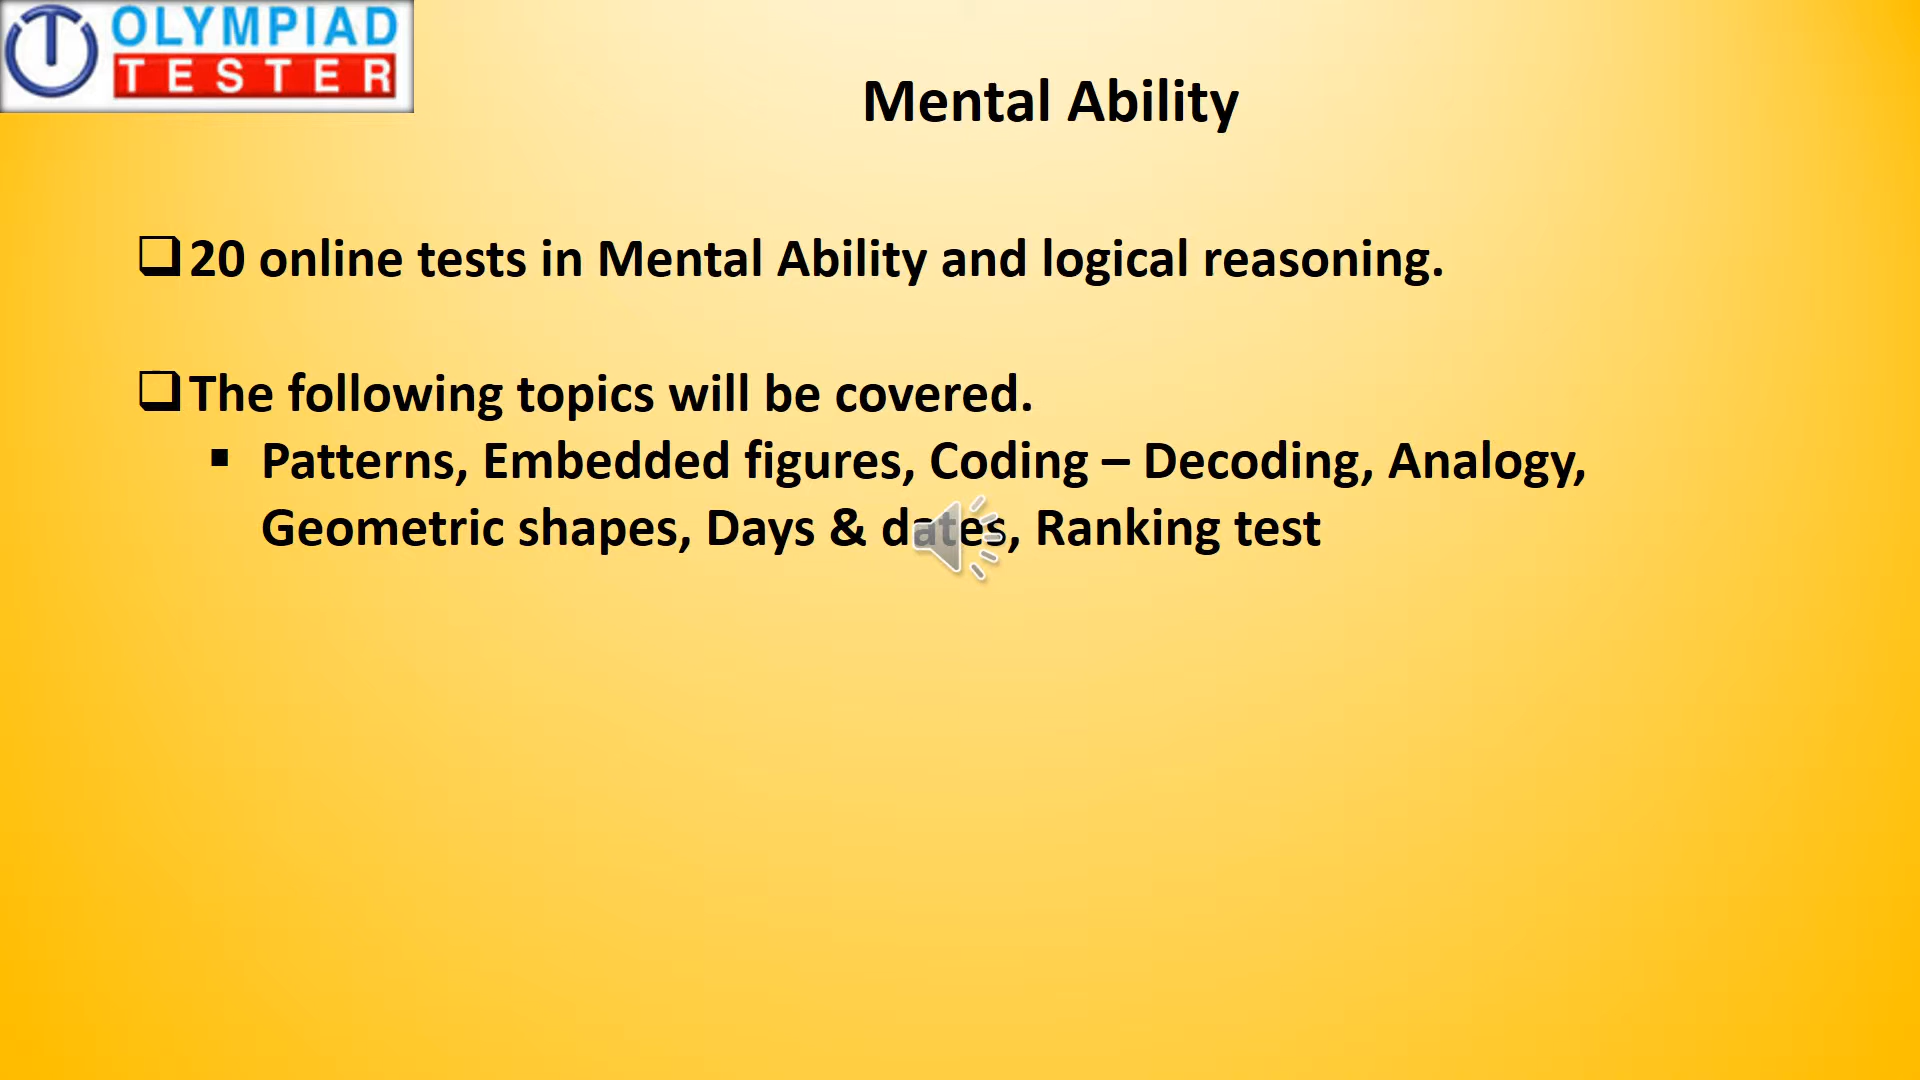 OLYMPIAD
TESTER
Mental Ability
20 online tests in Mental Ability and logical reasoning.
The following topics will be covered.
Patterns, Embedded figures, Coding – Decoding, Analogy,
Geometric shapes, Days & dates, Ranking test